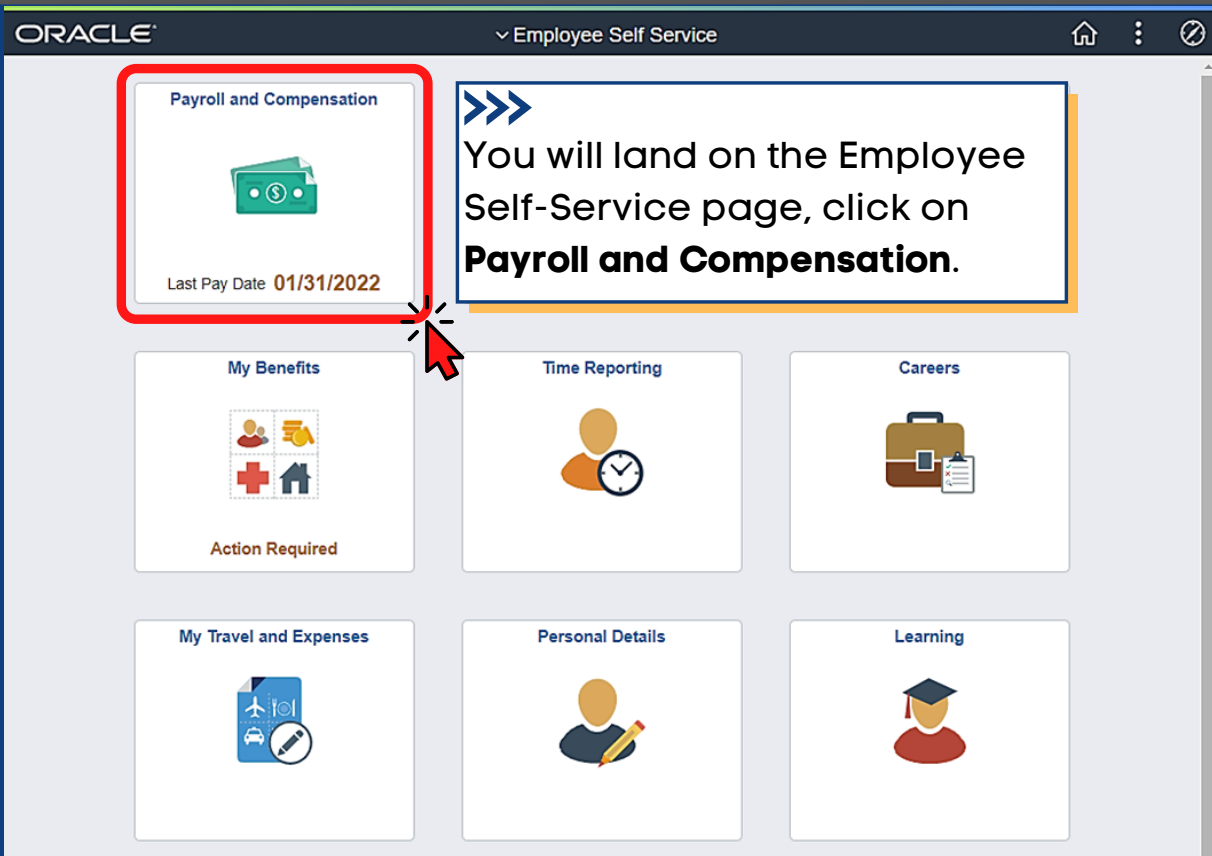 ORACLE
Employee Self Service
Payroll and Compensation
Last Pay Date 01/31/2022
You will land on the Employee
Self-Service page, click on
Payroll and Compensation.
My Benefits
Action Required
Time Reporting
Careers
My Travel and Expenses
Personal Details
Learning